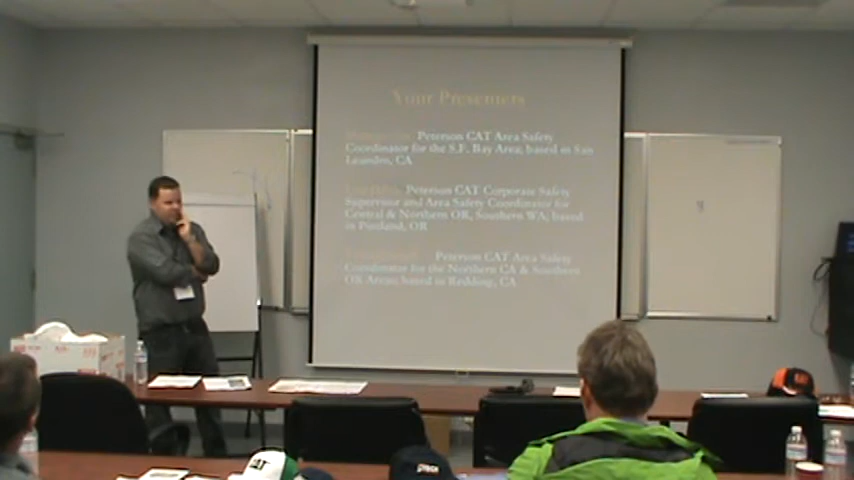 Your Presenters
Peterson CAT Area Safety
Coordinator for the S.F. Bay Area; based in San
Leandro, CA
Peterson CAT Corporate Safety
Supervisor and Area Safety Coordinator for
Central & Northern OR, Southern WA; based
in Portland, OR
Peterson CAT Area Safety
Coordinator for the Northern CA & Southern
OR Areas; based in Redding, CA
CAT